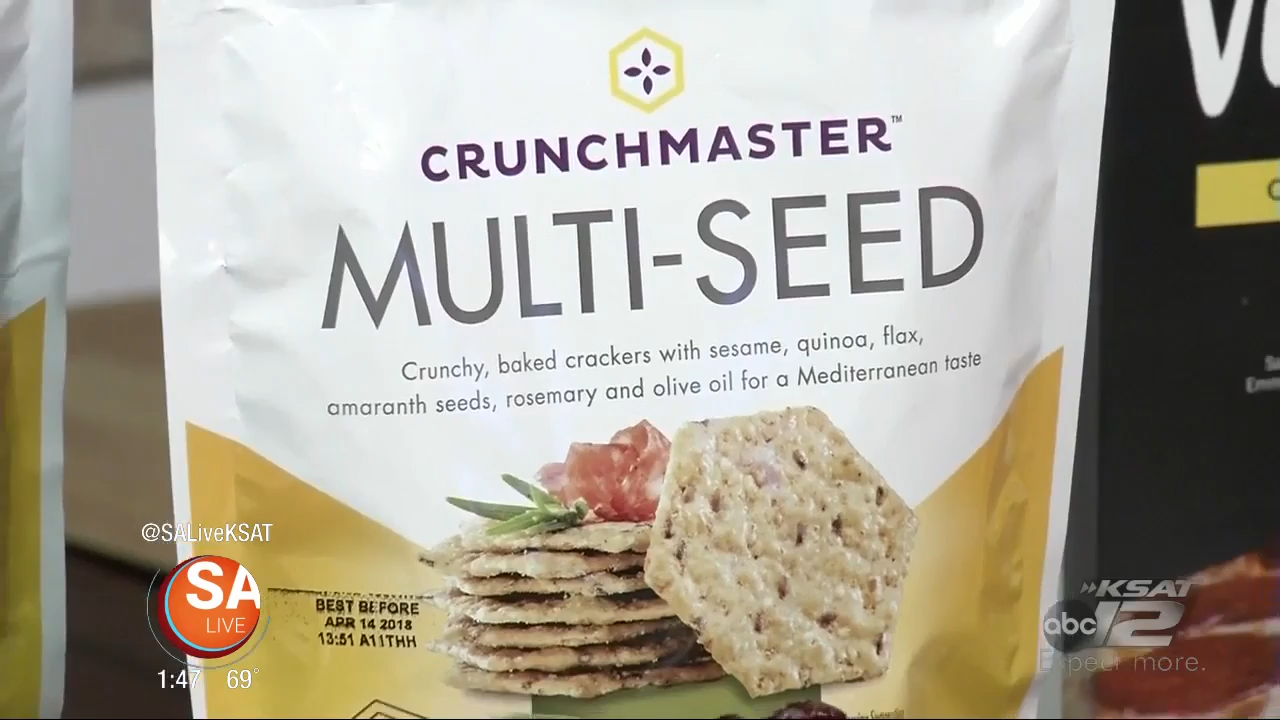 CRUNCHMASTER™
MULTI-SEED
Crunchy, baked crackers with sesame, quinoa, flax,
amaranth seeds, rosemary and olive oil for a Mediterranean taste
BEST BEFORE
APR 14 2018
13:51 A11THH
@SALiveKSAT
SA
LIVE
1:47 69°
KSAT
abc 12
Expect more.